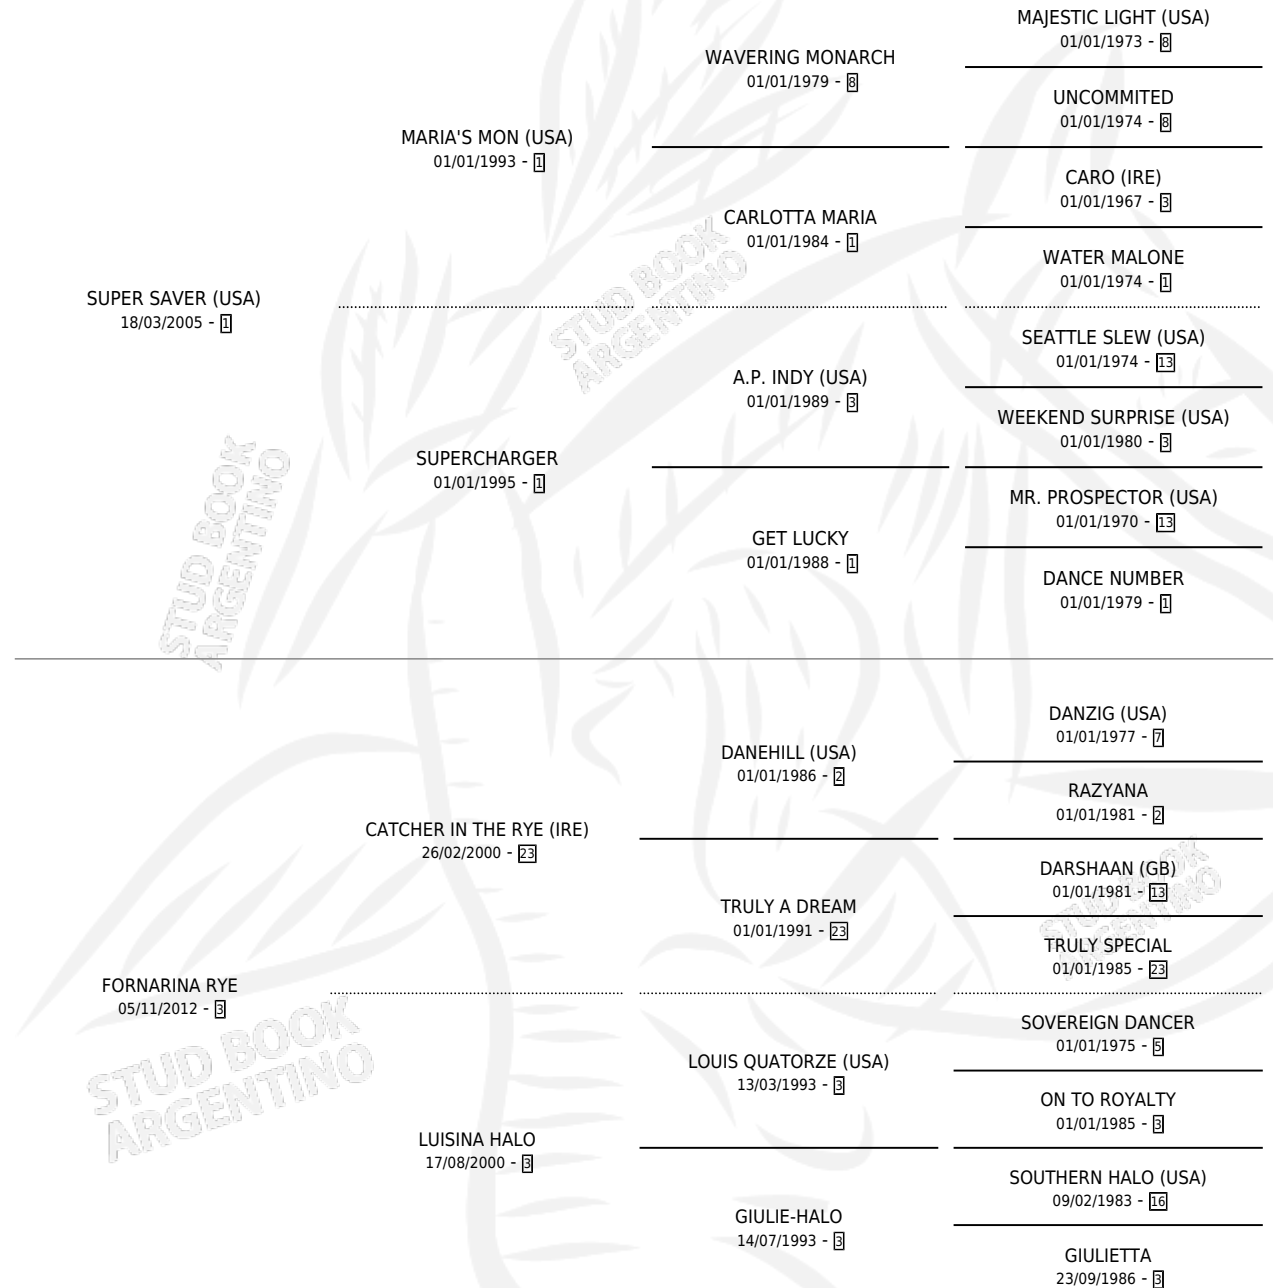 MAJESTIC LIGHT (USA)
01/01/1973 - 8
WAVERING MONARCH
01/01/1979 - 8
UNCOMMITED
01/01/1974 - 8
MARIA'S MON (USA)
01/01/1993 - 1
CARO (IRE)
01/01/1967 - 3
CARLOTTA MARIA
01/01/1984 - 1
WATER MALONE
01/01/1974 - 1
SUPER SAVER (USA)
18/03/2005 - 1
STUD BOOK
ARGENTINO
SEATTLE SLEW (USA)
01/01/1974 - 13
A.P. INDY (USA)
01/01/1989 - 3
WEEKEND SURPRISE (USA)
01/01/1980 - 3
SUPERCHARGER
01/01/1995 - 1
MR. PROSPECTOR (USA)
01/01/1970 - 13
GET LUCKY
01/01/1988 - 1
DANCE NUMBER
01/01/1979 - 1
STUD BOOK
ARGENTINO
DANZIG (USA)
01/01/1977 - 7
DANEHILL (USA)
01/01/1986 - 2
RAZYANA
01/01/1981 - 2
CATCHER IN THE RYE (IRE)
26/02/2000 - 23
DARSHAAN (GB)
01/01/1981 - 13
TRULY A DREAM
01/01/1991 - 23
TRULY SPECIAL
01/01/1985 - 23
STUD BOOK
ARGENTINO
FORNARINA RYE
05/11/2012 - 3
SOVEREIGN DANCER
01/01/1975 - 5
LOUIS QUATORZE (USA)
13/03/1993 - 3
ON TO ROYALTY
01/01/1985 - 3
STUD BOOK
ARGENTINO
LUISINA HALO
17/08/2000 - 3
SOUTHERN HALO (USA)
09/02/1983 - 16
GIULIE-HALO
14/07/1993 - 3
GIULIETTA
23/09/1986 - 3